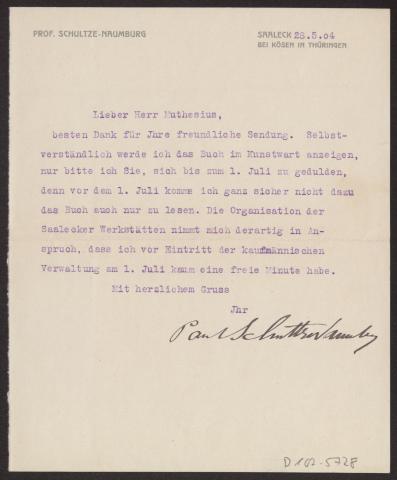 PROF. SCHULTZE-NAUMBURG
SAALECK 28.5.04
BEI KÖSEN IN THÜRINGEN
Lieber Herr Muthesius,
besten Dank für Jhre freundliche Sendung. Selbst-
verständlich werde ich das Buch im Kunstwart anzeigen,
nur bitte ich Sie, sich bis zum 1. Juli zu gedulden,
denn vor dem 1. Juli komme ich ganz sicher nicht dazu
das Buch auch nur zu lesen. Die Organisation der
Saalecker Werkstätten nimmt mich derartig in An-
spruch, dass ich vor Eintritt der kaufmännischen
Verwaltung am 1. Juli kaum eine freie Minute habe.
Mit herzlichem Gruss
Jhr
Paul Schultze-Naumburg
D 102-5728